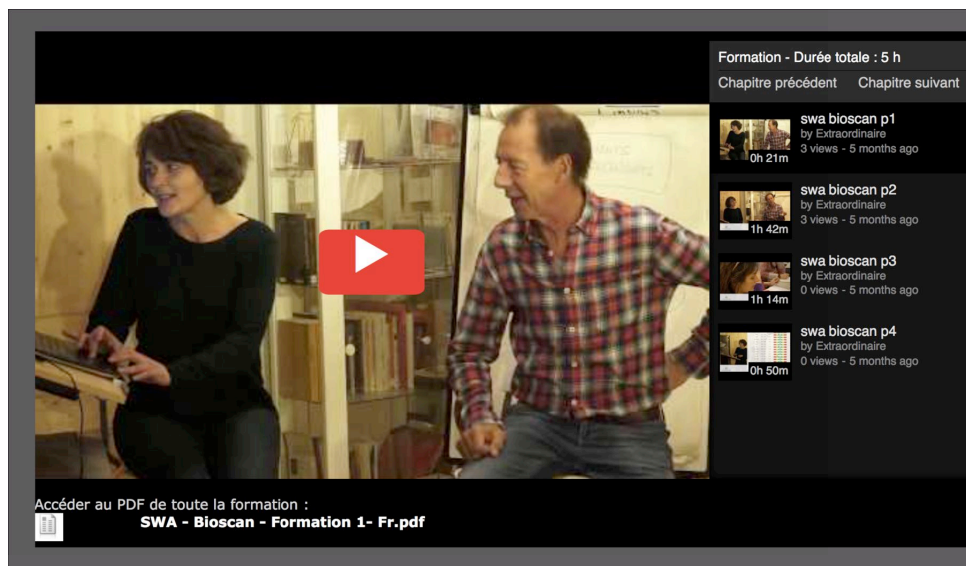 Formation - Durée totale : 5 h
Chapitre précédent Chapitre suivant
swa bioscan p1
by Extraordinaire
3 views - 5 months ago
0h 21m
swa bioscan p2
by Extraordinaire
3 views - 5 months ago
1h 42m
swa bioscan p3
by Extraordinaire
0 views - 5 months ago
1h 14m
swa bioscan p4
by Extraordinaire
0 views - 5 months ago
0h 50m
Accéder au PDF de toute la formation :
SWA - Bioscan - Formation 1- Fr.pdf